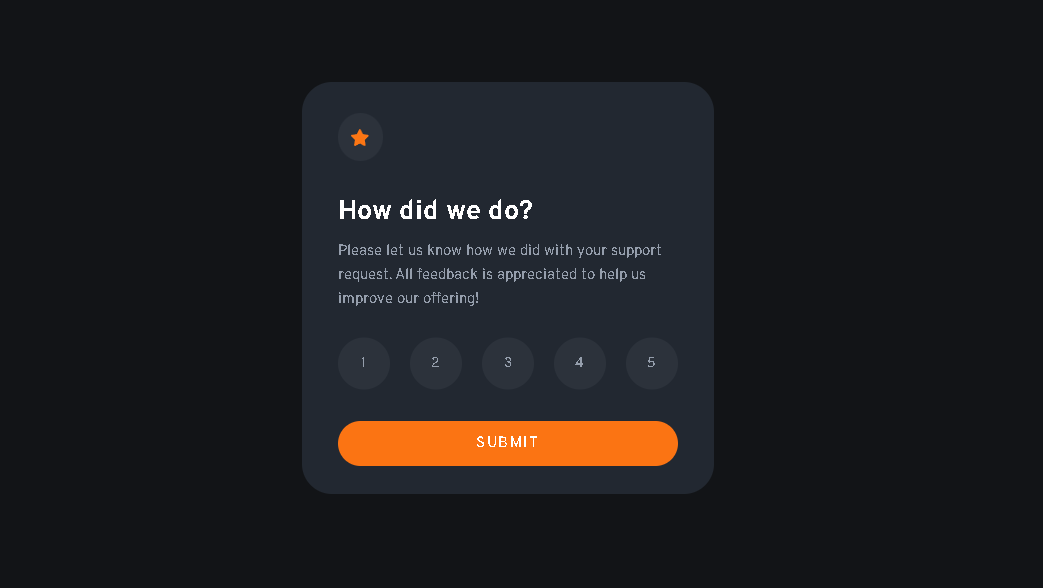 How did we do?
Please let us know how we did with your support
request. All feedback is appreciated to help us
improve our offering!
1 2 3 4 5
SUBMIT